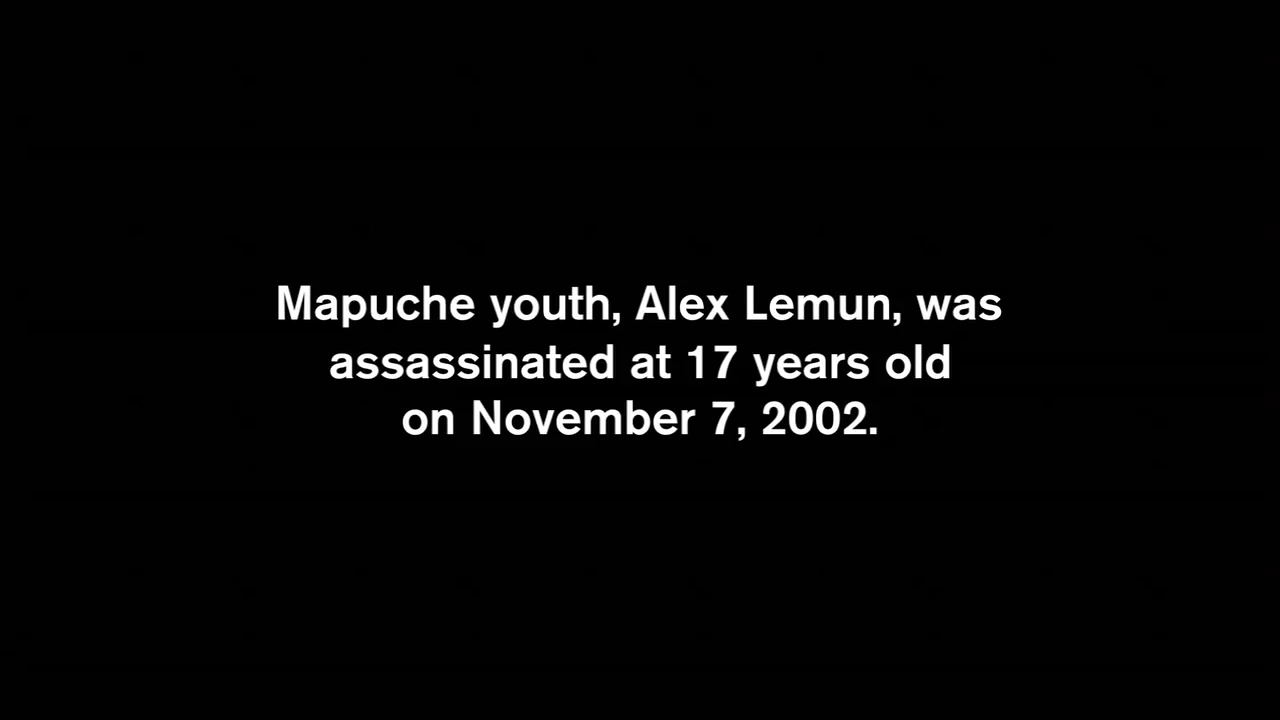 Mapuche youth, Alex Lemun, was
assassinated at 17 years old
on November 7, 2002.